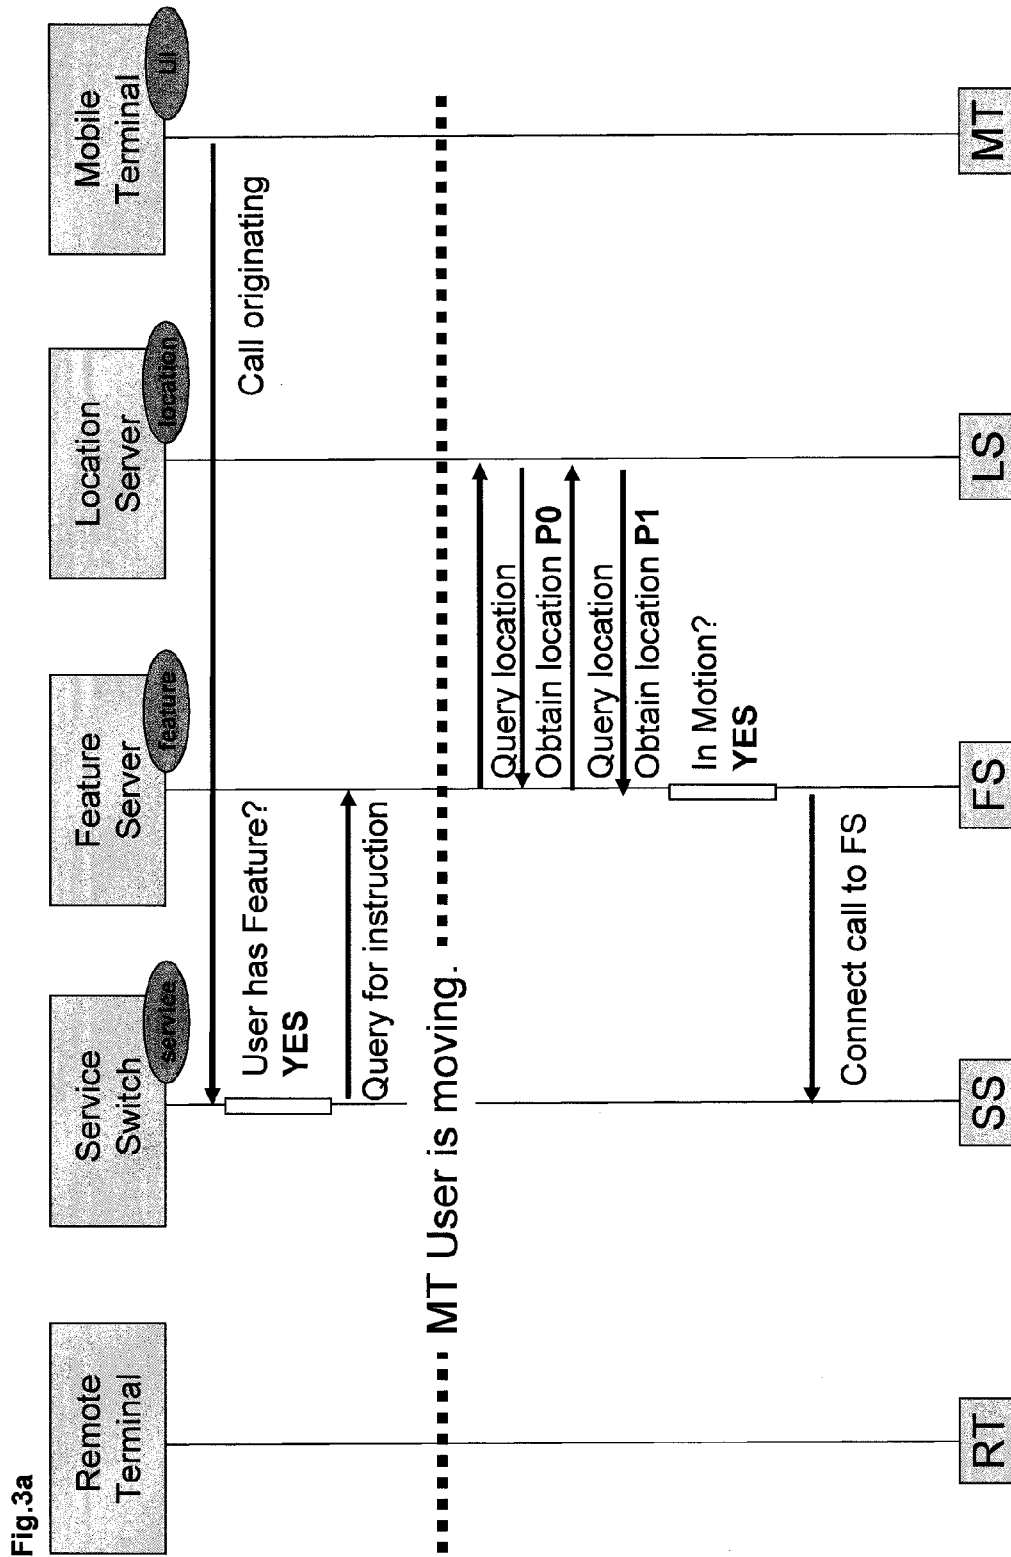 Fig.3a
Remote
Terminal
Service
Switch
service
Feature
Server
feature
Location
Server
location
Mobile
Terminal
UI
Call originating
User has Feature?
YES
Query for instruction
MT User is moving.
Query location
Obtain location P0
Query location
Obtain location P1
In Motion?
YES
Connect call to FS
RT
SS
FS
LS
MT